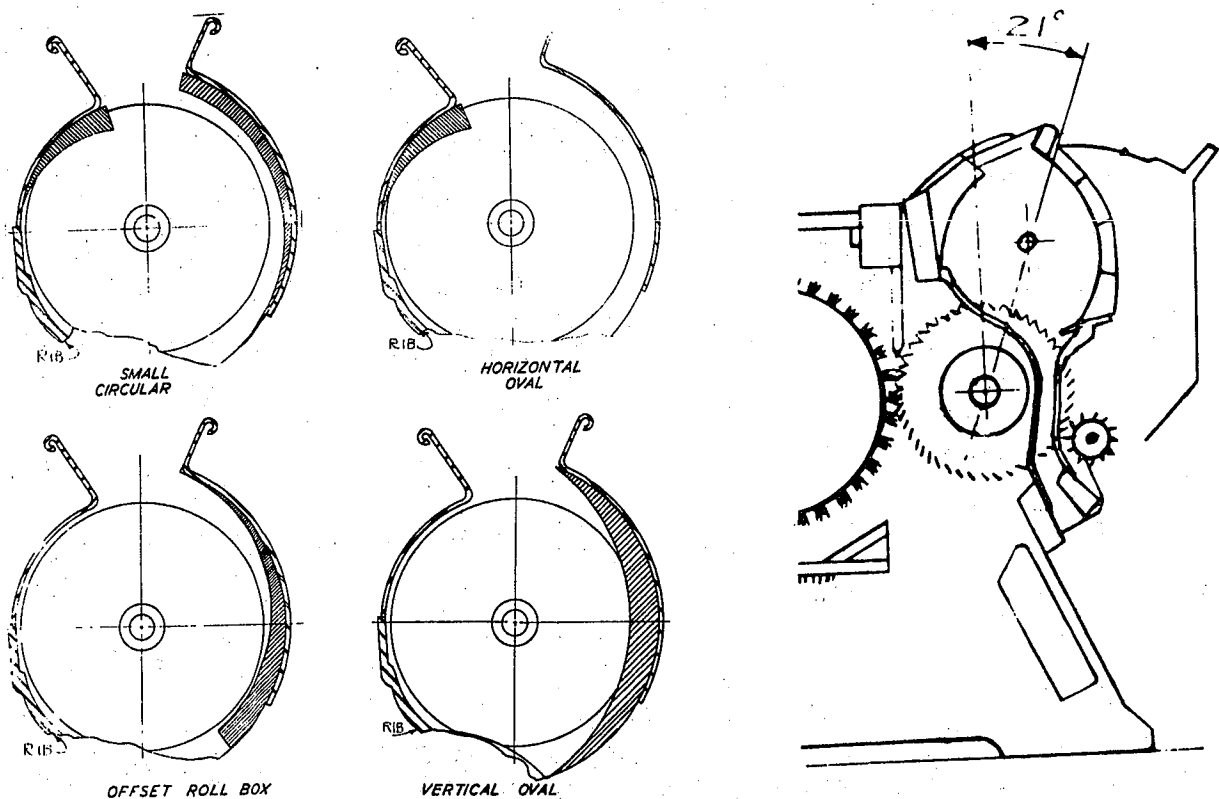 21°
RIB
SMALL
CIRCULAR
RIB
HORIZONTAL
OVAL
RIB
OFFSET ROLL BOX
RIB
VERTICAL OVAL